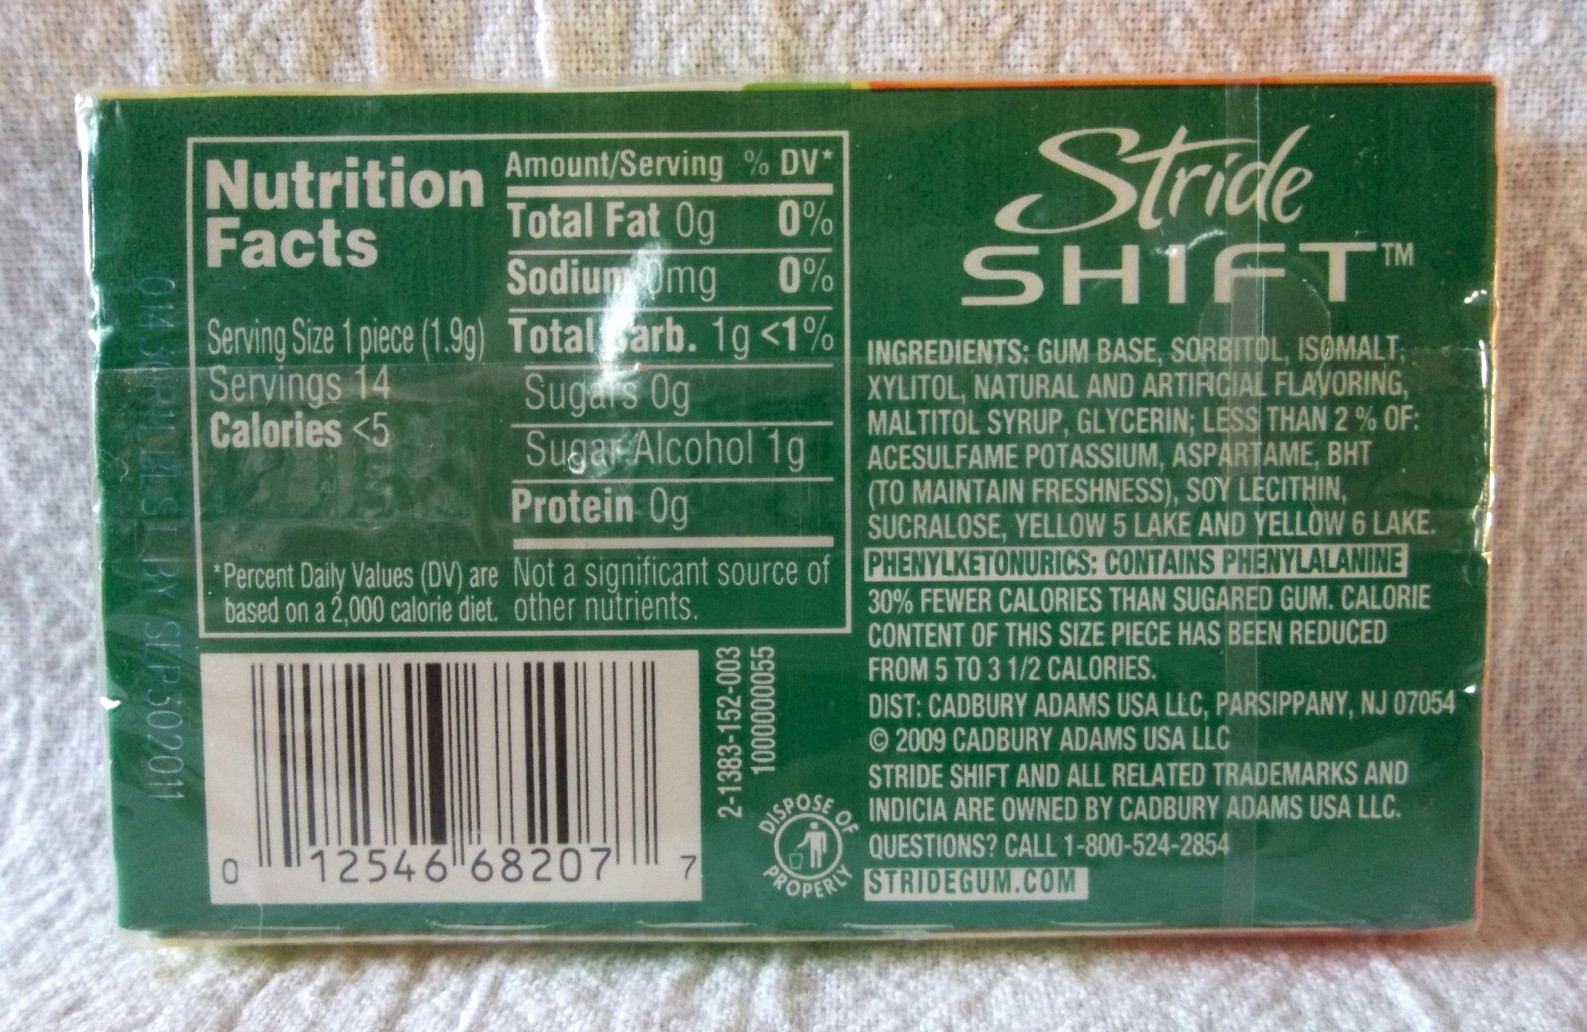 Nutrition
Facts
Serving Size 1 piece (1.9g)
Servings 14
Calories <5
*Percent Daily Values (DV) are
based on a 2,000 calorie diet.
Amount/Serving % DV*
Total Fat 0g 0%
Sodium 0mg 0%
Total Carb. 1g <1%
Sugars 0g
Sugar Alcohol 1g
Protein 0g
Not a significant source of
other nutrients.
0 12546 68207 7
2-1383-152-003
1000000055
DISPOSE OF
PROPERLY
Stride
SHIFT™
INGREDIENTS: GUM BASE, SORBITOL, ISOMALT,
XYLITOL, NATURAL AND ARTIFICIAL FLAVORING,
MALTITOL SYRUP, GLYCERIN; LESS THAN 2 % OF:
ACESULFAME POTASSIUM, ASPARTAME, BHT
(TO MAINTAIN FRESHNESS), SOY LECITHIN,
SUCRALOSE, YELLOW 5 LAKE AND YELLOW 6 LAKE.
PHENYLKETONURICS: CONTAINS PHENYLALANINE
30% FEWER CALORIES THAN SUGARED GUM. CALORIE
CONTENT OF THIS SIZE PIECE HAS BEEN REDUCED
FROM 5 TO 3 1/2 CALORIES.
DIST: CADBURY ADAMS USA LLC, PARSIPPANY, NJ 07054
© 2009 CADBURY ADAMS USA LLC
STRIDE SHIFT AND ALL RELATED TRADEMARKS AND
INDICIA ARE OWNED BY CADBURY ADAMS USA LLC.
QUESTIONS? CALL 1-800-524-2854
STRIDEGUM.COM
BY SEP302011